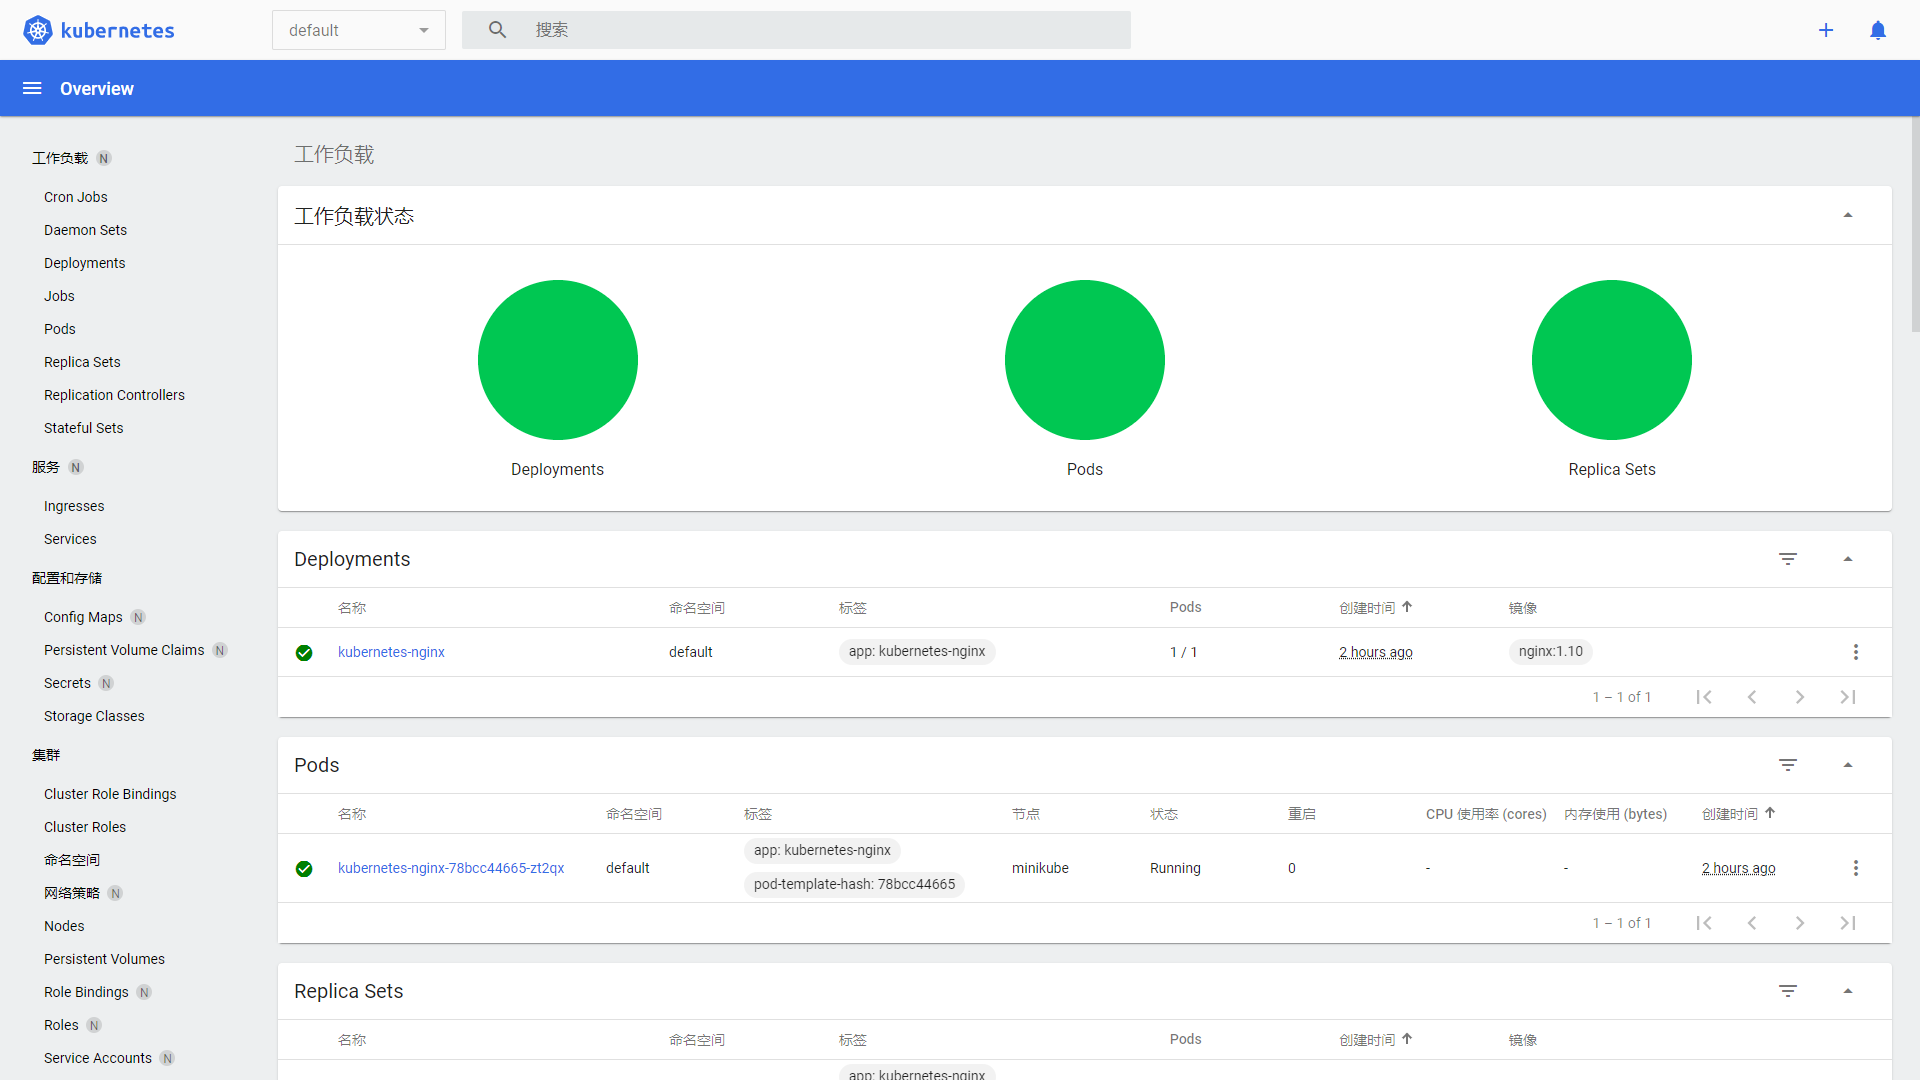 kubernetes
default
搜索
Overview
工作负载 N
Cron Jobs
Daemon Sets
Deployments
Jobs
Pods
Replica Sets
Replication Controllers
Stateful Sets
服务 N
Ingresses
Services
配置和存储
Config Maps N
Persistent Volume Claims N
Secrets N
Storage Classes
集群
Cluster Role Bindings
Cluster Roles
命名空间
网络策略 N
Nodes
Persistent Volumes
Role Bindings N
Roles N
Service Accounts N
工作负载
工作负载状态
Deployments
Pods
Replica Sets
Deployments
名称 命名空间 标签 Pods 创建时间 镜像
kubernetes-nginx default app: kubernetes-nginx 1 / 1 2 hours ago nginx:1.10
1 – 1 of 1
Pods
名称 命名空间 标签 节点 状态 重启 CPU 使用率 (cores) 内存使用 (bytes) 创建时间
kubernetes-nginx-78bcc44665-zt2qx default app: kubernetes-nginx minikube Running 0 - - 2 hours ago
pod-template-hash: 78bcc44665
1 – 1 of 1
Replica Sets
名称 命名空间 标签 Pods 创建时间 镜像
app: kubernetes-nginx